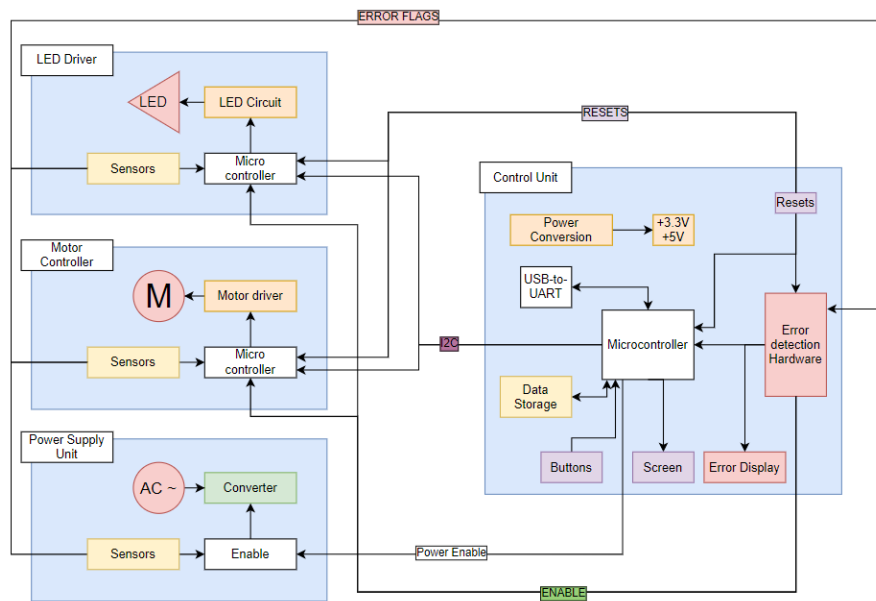 ERROR FLAGS
LED Driver
LED
LED Circuit
Sensors
Micro
controller
RESETS
Control Unit
Resets
Power
Conversion
+3.3V
+5V
Motor
Controller
M
Motor driver
USB-to-
UART
Sensors
Micro
controller
I2C
Microcontroller
Error
detection
Hardware
Data
Storage
Power Supply
Unit
Buttons
Screen
Error Display
AC ~
Converter
Sensors
Enable
Power Enable
ENABLE